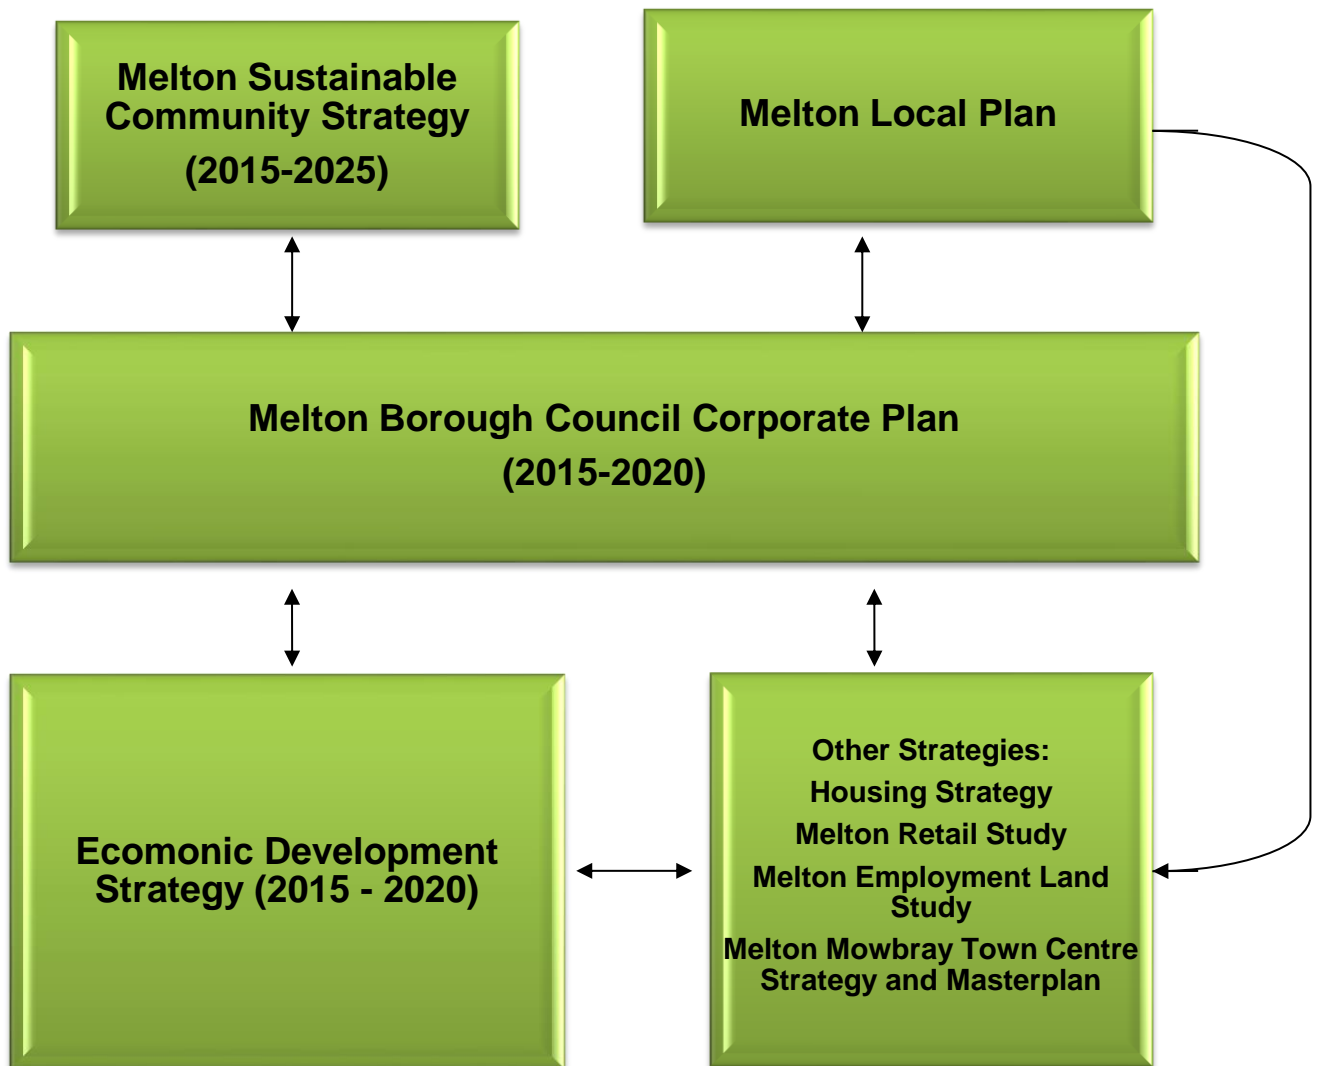 Melton Sustainable
Community Strategy
(2015-2025)
Melton Local Plan
Melton Borough Council Corporate Plan
(2015-2020)
Ecomonic Development
Strategy (2015 - 2020)
Other Strategies:
Housing Strategy
Melton Retail Study
Melton Employment Land
Study
Melton Mowbray Town Centre
Strategy and Masterplan